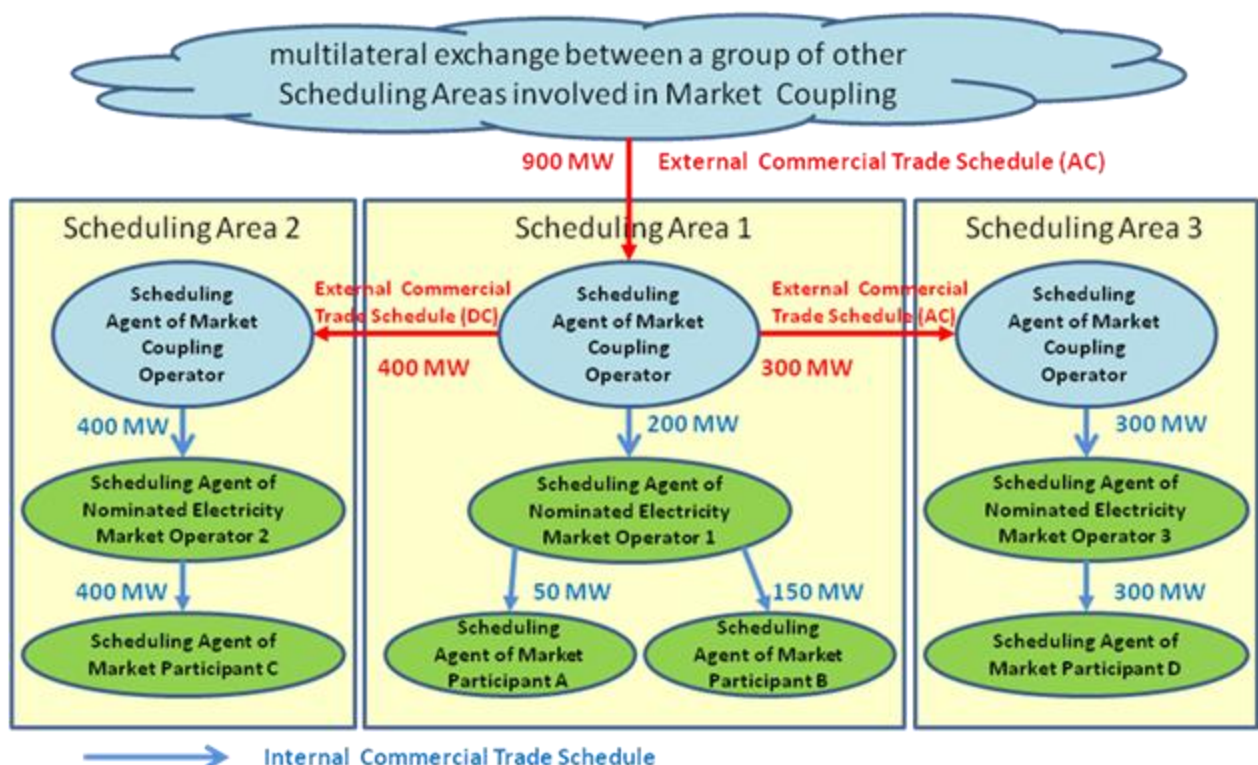 multilateral exchange between a group of other
Scheduling Areas involved in Market Coupling
900 MW
External Commercial Trade Schedule (AC)
Scheduling Area 2
Scheduling Area 1
Scheduling Area 3
Scheduling
Agent of Market
Coupling
Operator
External Commercial
Trade Schedule (DC)
400 MW
Scheduling
Agent of Market
Coupling
Operator
External Commercial
Trade Schedule (AC)
300 MW
Scheduling
Agent of Market
Coupling
Operator
400 MW
200 MW
300 MW
Scheduling Agent of
Nominated Electricity
Market Operator 2
Scheduling Agent of
Nominated Electricity
Market Operator 1
Scheduling Agent of
Nominated Electricity
Market Operator 3
400 MW
50 MW
150 MW
300 MW
Scheduling Agent of
Market Participant C
Scheduling
Agent of Market
Participant A
Scheduling
Agent of Market
Participant B
Scheduling Agent of
Market Participant D
Internal Commercial Trade Schedule